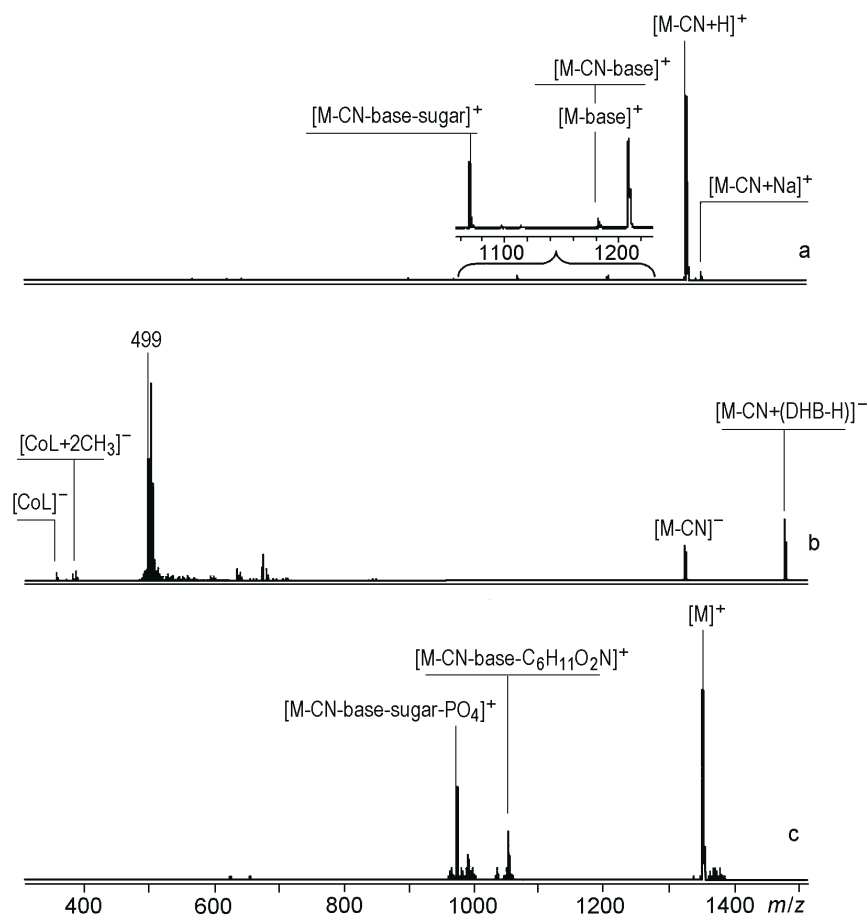 [M-CN+H]⁺
[M-CN-base]⁺
[M-CN-base-sugar]⁺
[M-base]⁺
[M-CN+Na]⁺
1100 1200
a
499
[M-CN+(DHB-H)]⁻
[CoL+2CH₃]⁻
[CoL]⁻
[M-CN]⁻
b
[M]⁺
[M-CN-base-C₆H₁₁O₂N]⁺
[M-CN-base-sugar-PO₄]⁺
c
400 600 800 1000 1200 1400 m/z